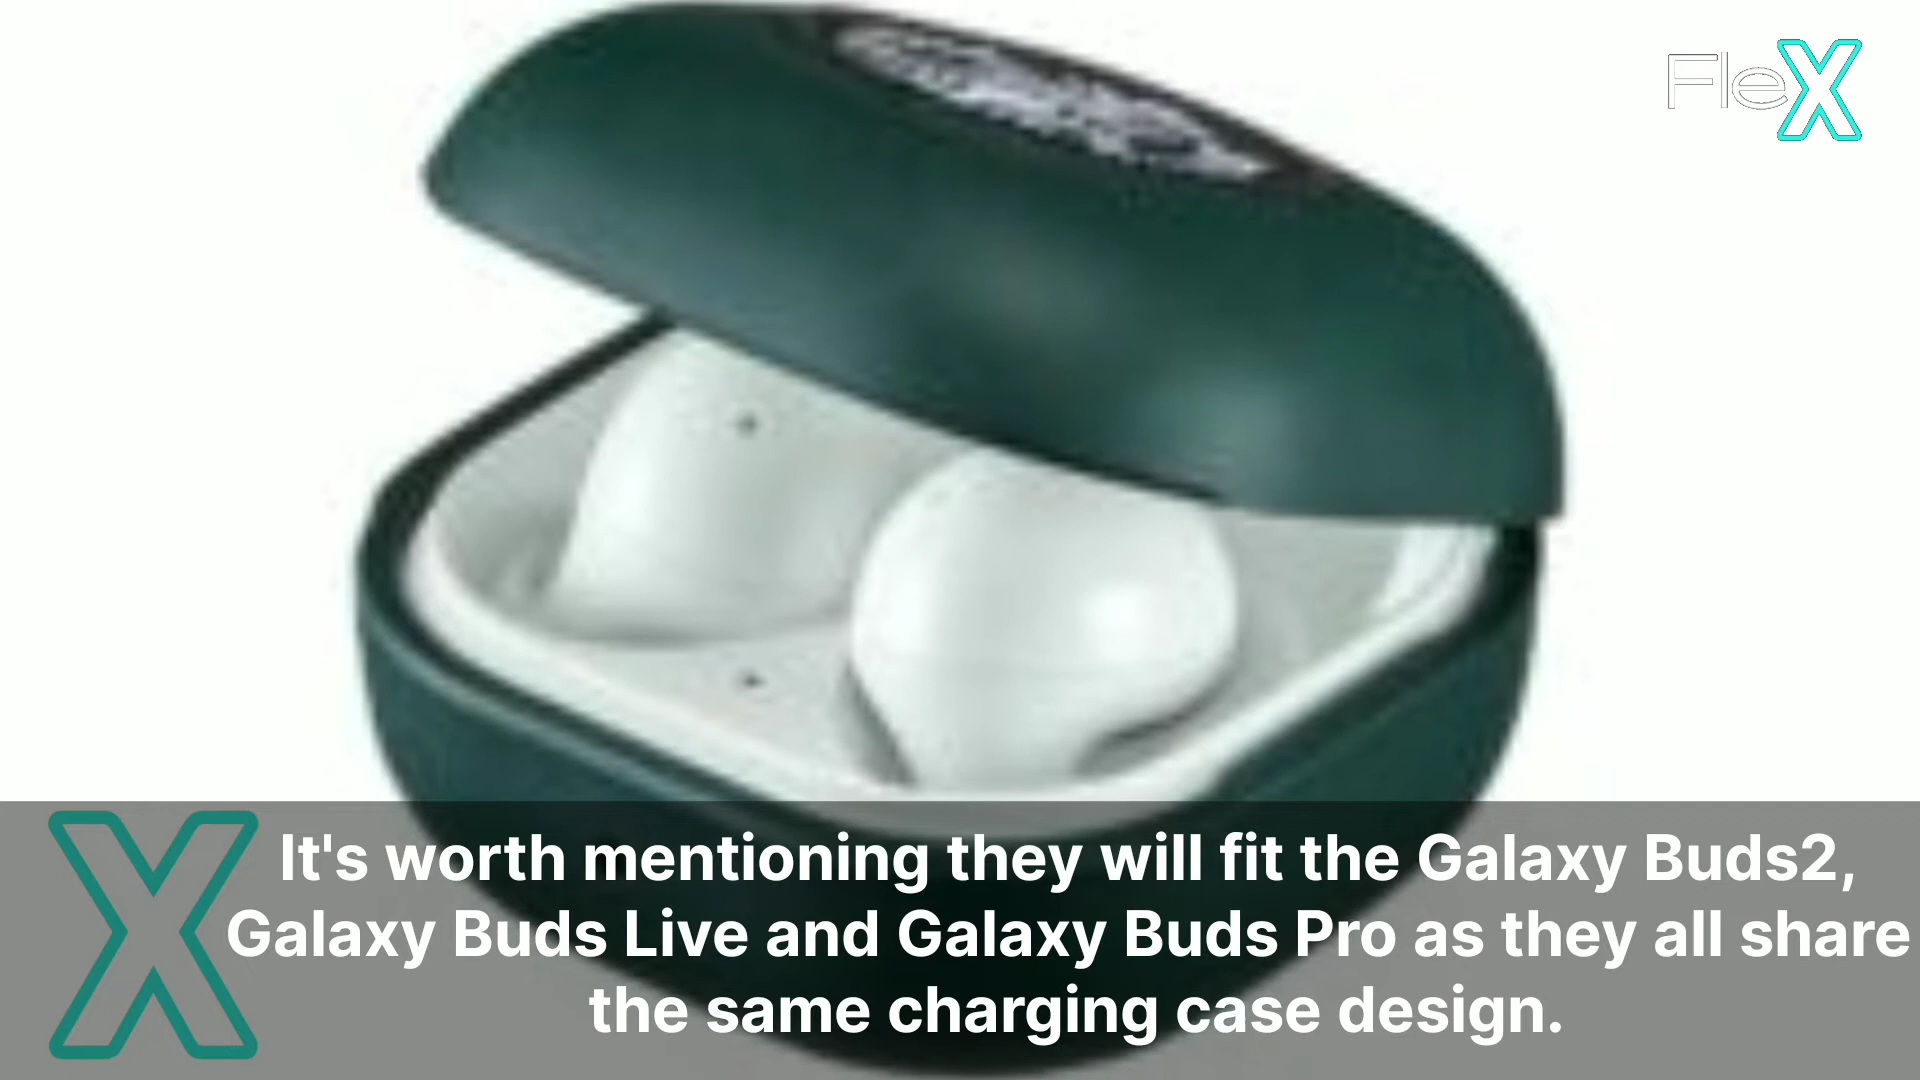 FleX
X
It's worth mentioning they will fit the Galaxy Buds2,
Galaxy Buds Live and Galaxy Buds Pro as they all share
the same charging case design.